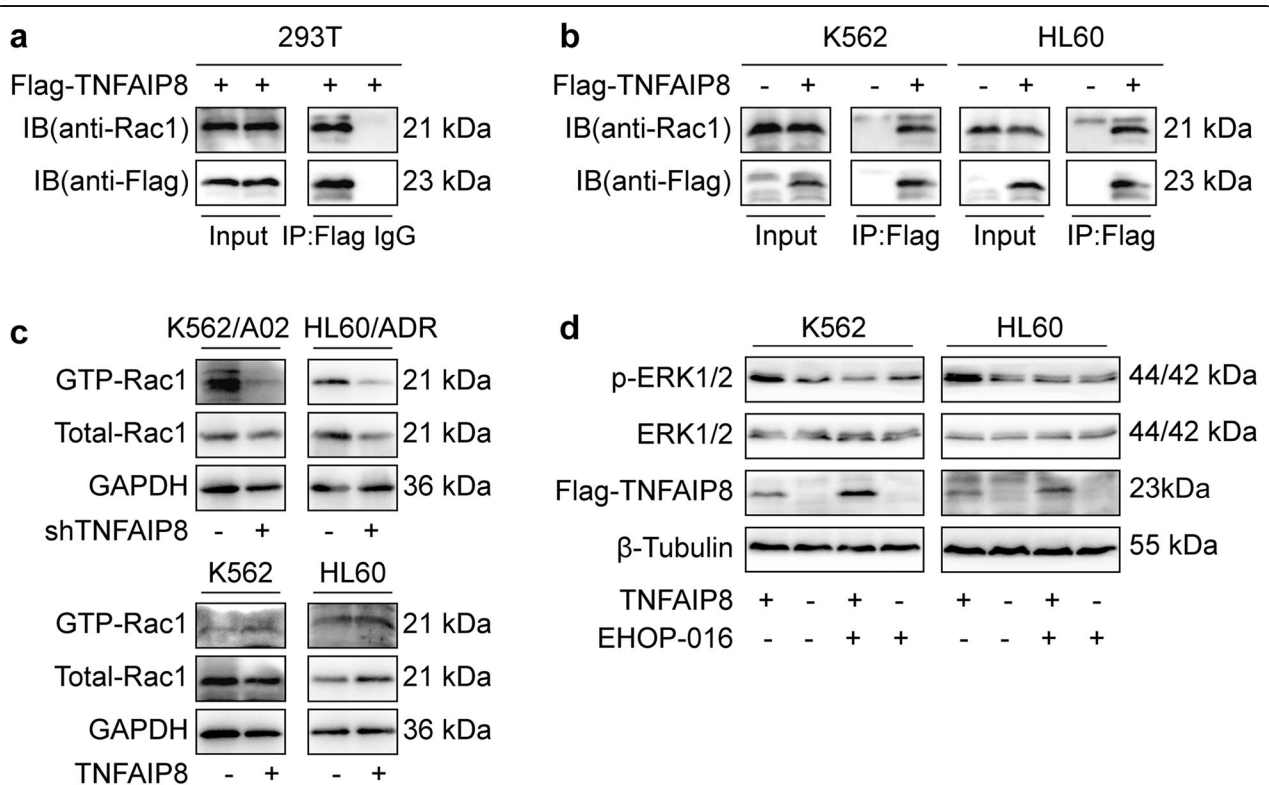 a
293T
Flag-TNFAIP8 + + + +
IB(anti-Rac1) 21 kDa
IB(anti-Flag) 23 kDa
Input IP:Flag IgG
b
K562 HL60
Flag-TNFAIP8 - + - + - + - +
IB(anti-Rac1) 21 kDa
IB(anti-Flag) 23 kDa
Input IP:Flag Input IP:Flag
c
K562/A02 HL60/ADR
GTP-Rac1 21 kDa
Total-Rac1 21 kDa
GAPDH 36 kDa
shTNFAIP8 - + - +
K562 HL60
GTP-Rac1 21 kDa
Total-Rac1 21 kDa
GAPDH 36 kDa
TNFAIP8 - + - +
d
K562 HL60
p-ERK1/2 44/42 kDa
ERK1/2 44/42 kDa
Flag-TNFAIP8 23kDa
β-Tubulin 55 kDa
TNFAIP8 + - + - + - + -
EHOP-016 - - + + - - + +